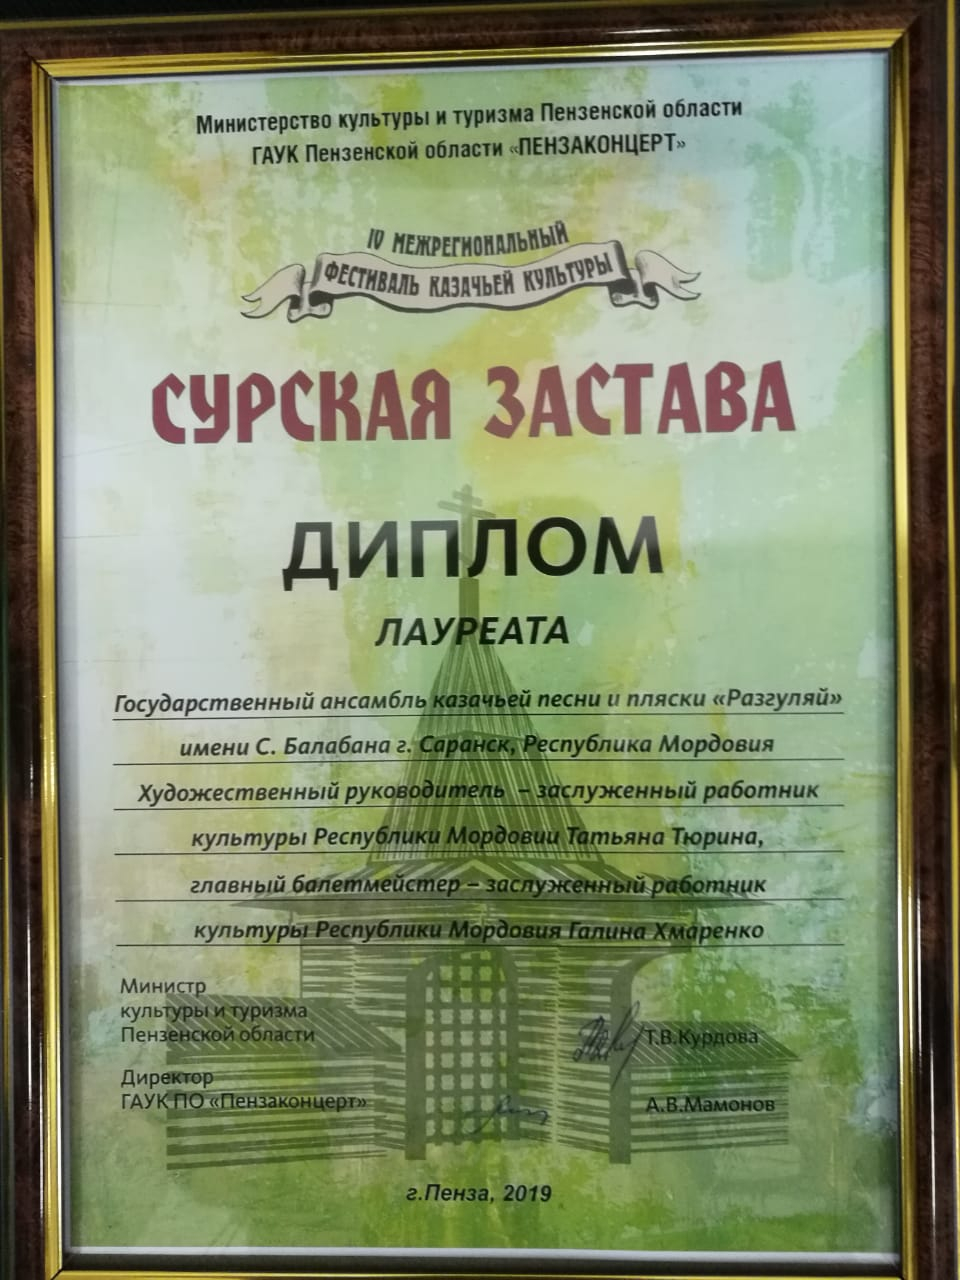 Министерство культуры и туризма Пензенской области
ГАУК Пензенской области «ПЕНЗАКОНЦЕРТ»
IV МЕЖРЕГИОНАЛЬНЫЙ
ФЕСТИВАЛЬ КАЗАЧЬЕЙ КУЛЬТУРЫ
СУРСКАЯ ЗАСТАВА
ДИПЛОМ
ЛАУРЕАТА
Государственный ансамбль казачьей песни и пляски «Разгуляй»
имени С. Балабана г. Саранск, Республика Мордовия
Художественный руководитель – заслуженный работник
культуры Республики Мордовии Татьяна Тюрина,
главный балетмейстер – заслуженный работник
культуры Республики Мордовия Галина Хмаренко
Министр
культуры и туризма
Пензенской области
Т.В.Курдова
Директор
ГАУК ПО «Пензаконцерт»
А.В.Мамонов
г.Пенза, 2019